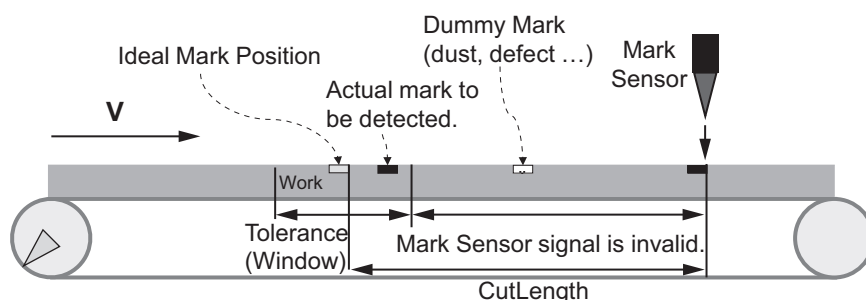 Ideal Mark Position
Dummy Mark
(dust, defect …)
Mark
Sensor
Actual mark to
be detected.
V
Work
Tolerance
(Window)
Mark Sensor signal is invalid.
CutLength